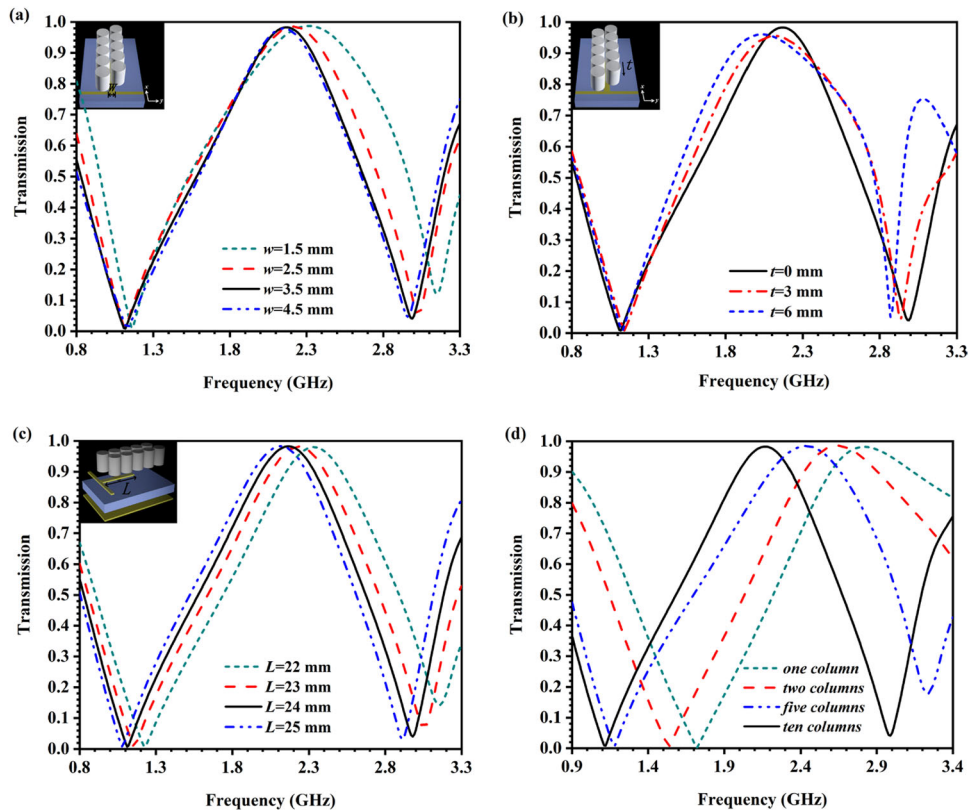 (a)
1.0
0.9
0.8
0.7
0.6
0.5
0.4
0.3
0.2
0.1
0.0
Transmission
w
x
y
w=1.5 mm
w=2.5 mm
w=3.5 mm
w=4.5 mm
0.8 1.3 1.8 2.3 2.8 3.3
Frequency (GHz)
(b)
1.0
0.9
0.8
0.7
0.6
0.5
0.4
0.3
0.2
0.1
0.0
Transmission
t
x
y
t=0 mm
t=3 mm
t=6 mm
0.8 1.3 1.8 2.3 2.8 3.3
Frequency (GHz)
(c)
1.0
0.9
0.8
0.7
0.6
0.5
0.4
0.3
0.2
0.1
0.0
Transmission
L
L=22 mm
L=23 mm
L=24 mm
L=25 mm
0.8 1.3 1.8 2.3 2.8 3.3
Frequency (GHz)
(d)
1.0
0.9
0.8
0.7
0.6
0.5
0.4
0.3
0.2
0.1
0.0
Transmission
one column
two columns
five columns
ten columns
0.9 1.4 1.9 2.4 2.9 3.4
Frequency (GHz)